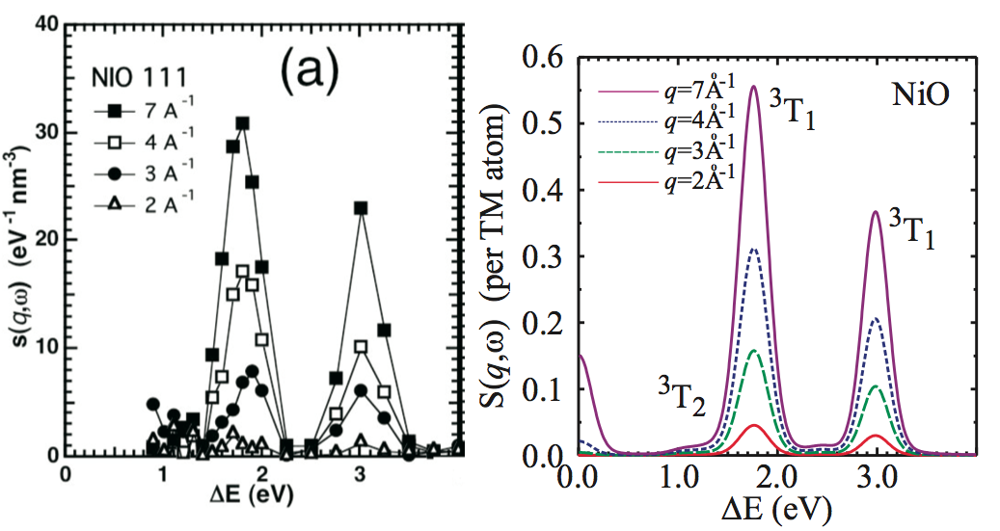 40
30
20
10
0
s(q,ω) (eV⁻¹ nm⁻³)
(a)
NIO 111
7 A⁻¹
4 A⁻¹
3 A⁻¹
2 A⁻¹
0 1 2 3
ΔE (eV)
0.6
0.5
0.4
0.3
0.2
0.1
0.0
S(q,ω) (per TM atom)
q=7Å⁻¹
q=4Å⁻¹
q=3Å⁻¹
q=2Å⁻¹
NiO
³T₁
³T₁
³T₂
0.0 1.0 2.0 3.0
ΔE (eV)